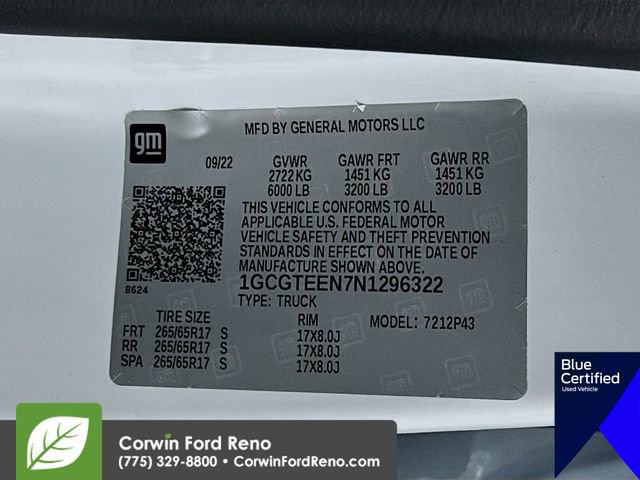 gm
MFD BY GENERAL MOTORS LLC
09/22 GVWR GAWR FRT GAWR RR
2722 KG 1451 KG 1451 KG
6000 LB 3200 LB 3200 LB
THIS VEHICLE CONFORMS TO ALL
APPLICABLE U.S. FEDERAL MOTOR
VEHICLE SAFETY AND THEFT PREVENTION
STANDARDS IN EFFECT ON THE DATE OF
MANUFACTURE SHOWN ABOVE.
8624
1GCGTEEN7N1296322
TYPE: TRUCK
TIRE SIZE RIM MODEL: 7212P43
FRT 265/65R17 S 17X8.0J
RR 265/65R17 S 17X8.0J
SPA 265/65R17 S 17X8.0J
Blue
Certified
Used Vehicle
Corwin Ford Reno
(775) 329-8800 • CorwinFordReno.com